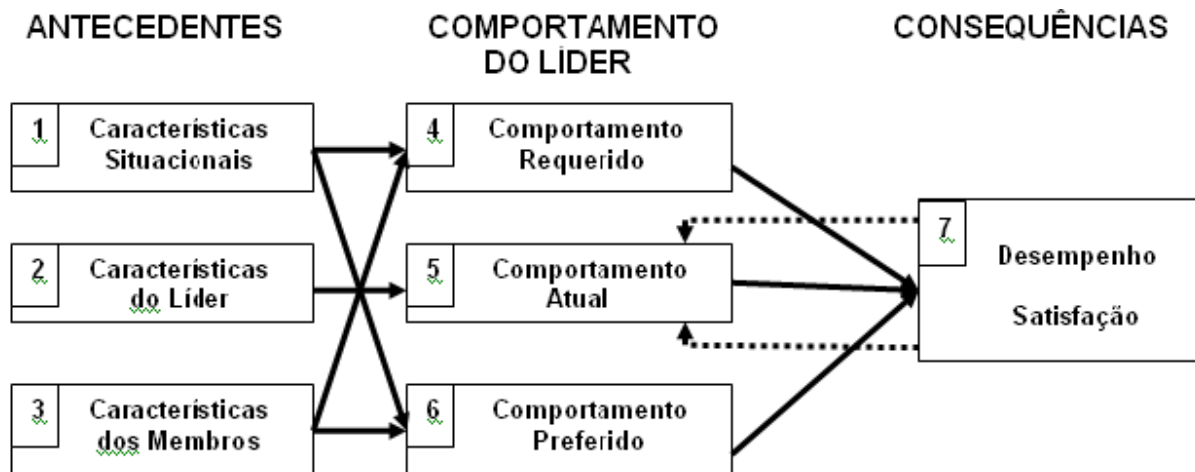 ANTECEDENTES
COMPORTAMENTO
DO LÍDER
CONSEQUÊNCIAS
1
Características
Situacionais
4
Comportamento
Requerido
2
Características
do Líder
5
Comportamento
Atual
7
Desempenho
Satisfação
3
Características
dos Membros
6
Comportamento
Preferido